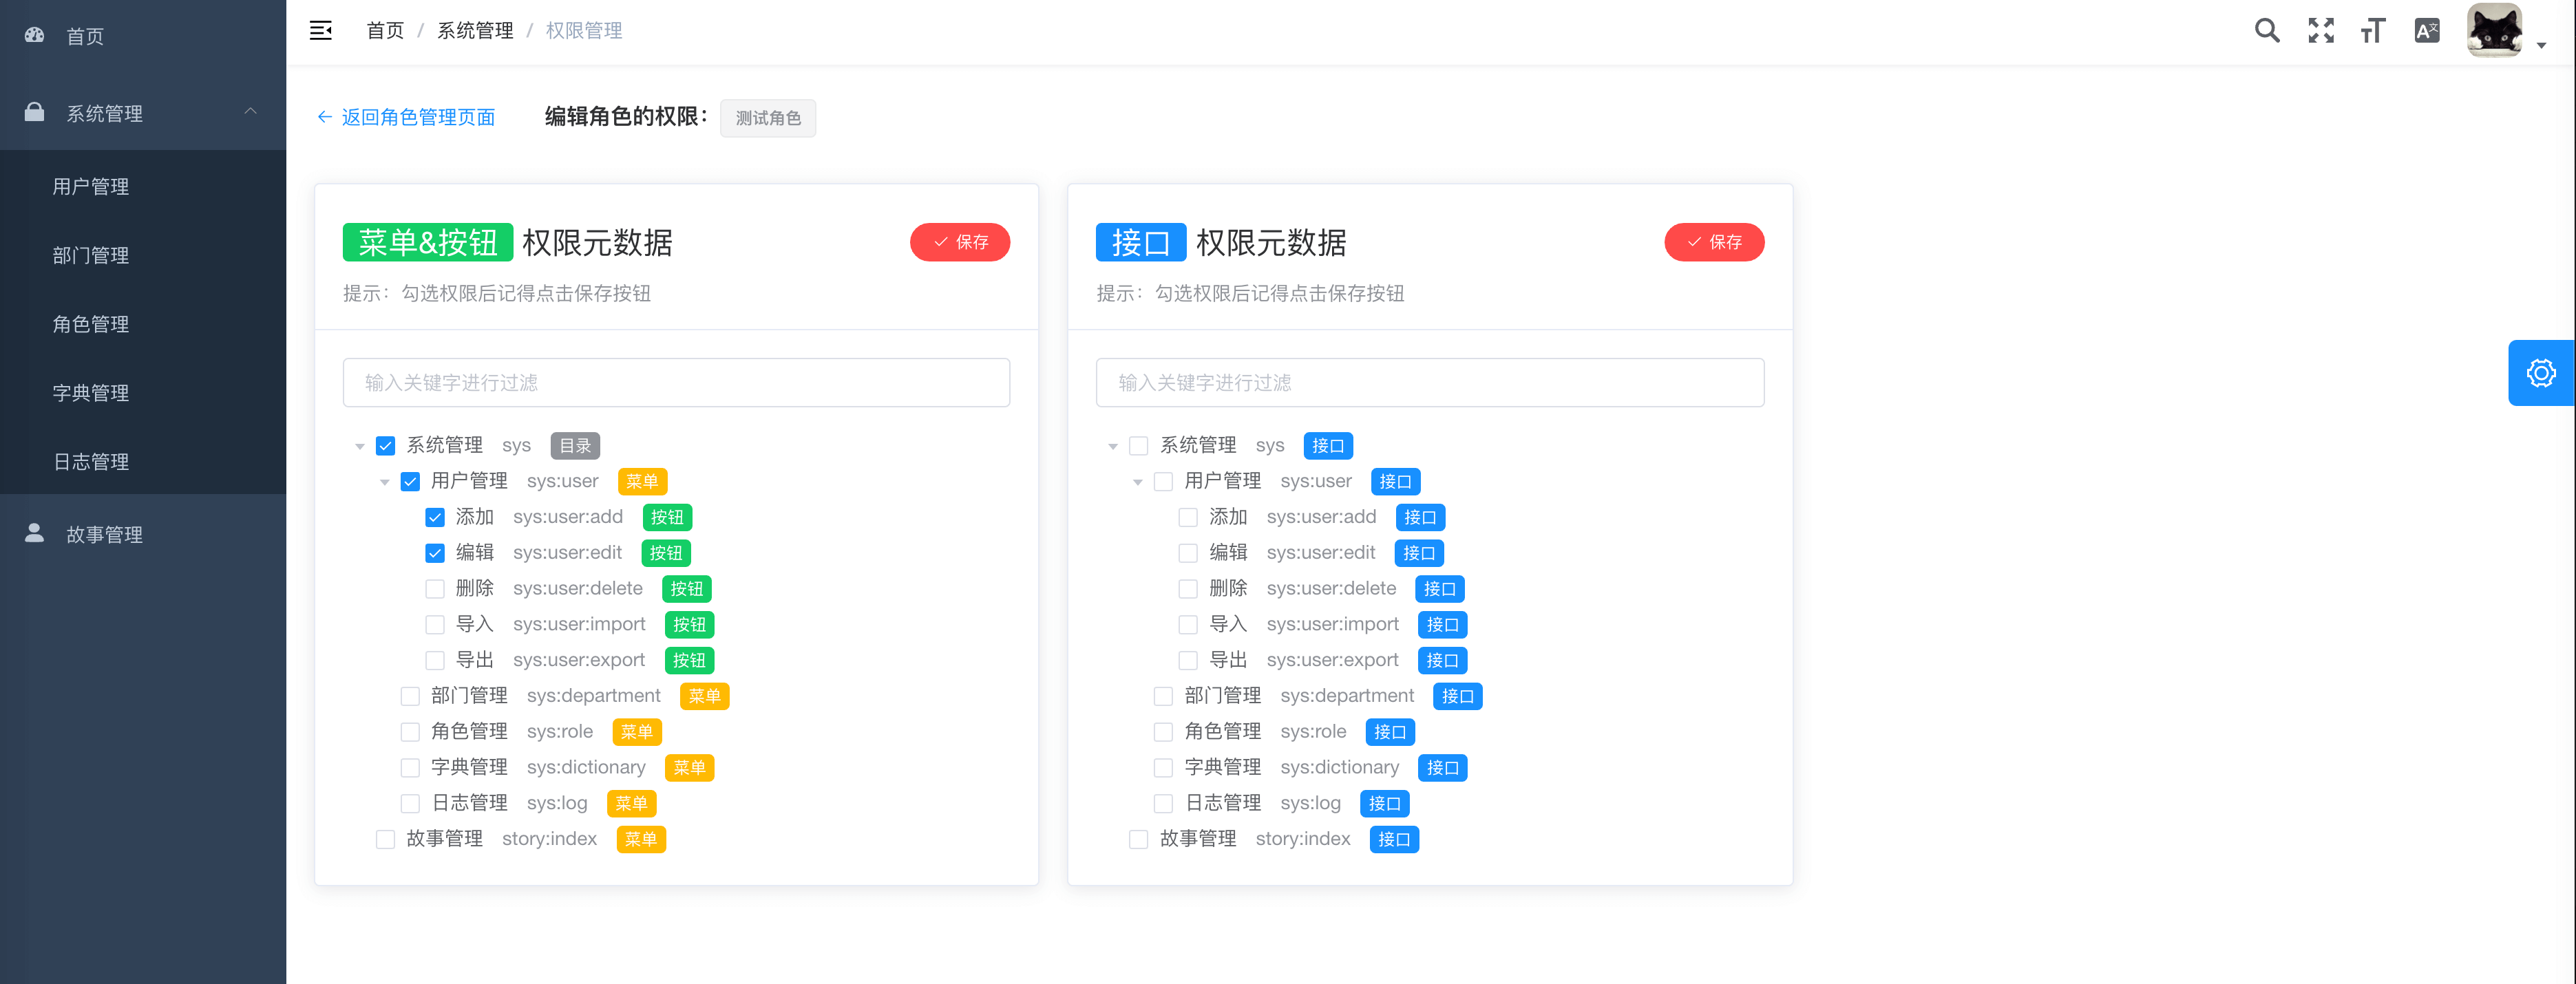 首页
系统管理
用户管理
部门管理
角色管理
字典管理
日志管理
故事管理
首页 / 系统管理 / 权限管理
返回角色管理页面 编辑角色的权限： 测试角色
菜单&按钮 权限元数据 保存
提示：勾选权限后记得点击保存按钮
输入关键字进行过滤
系统管理 sys 目录
用户管理 sys:user 菜单
添加 sys:user:add 按钮
编辑 sys:user:edit 按钮
删除 sys:user:delete 按钮
导入 sys:user:import 按钮
导出 sys:user:export 按钮
部门管理 sys:department 菜单
角色管理 sys:role 菜单
字典管理 sys:dictionary 菜单
日志管理 sys:log 菜单
故事管理 story:index 菜单
接口 权限元数据 保存
提示：勾选权限后记得点击保存按钮
输入关键字进行过滤
系统管理 sys 接口
用户管理 sys:user 接口
添加 sys:user:add 接口
编辑 sys:user:edit 接口
删除 sys:user:delete 接口
导入 sys:user:import 接口
导出 sys:user:export 接口
部门管理 sys:department 接口
角色管理 sys:role 接口
字典管理 sys:dictionary 接口
日志管理 sys:log 接口
故事管理 story:index 接口